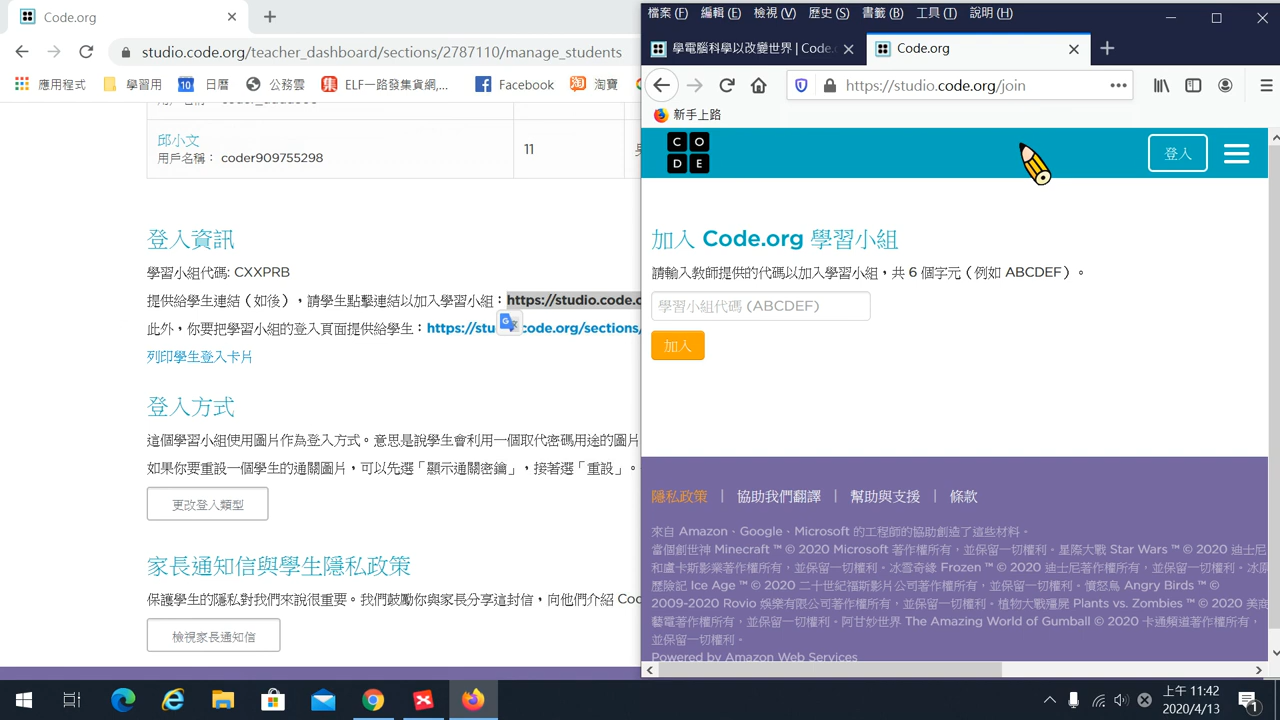 Code.org
studio.code.org/teacher_dashboard/sections/2787110/manage_students
應用程式
學習用
日曆
公務雲
ELF一路發集資網,...
Facebook
淘寶
邱小文
用戶名稱： coder909755298
11
登入資訊
學習小組代碼: CXXPRB
提供給學生連結（如後），請學生點擊連結以加入學習小組：https://studio.code.o
此外，你要把學習小組的登入頁面提供給學生：https://stu code.org/sections/
列印學生登入卡片
登入方式
這個學習小組使用圖片作為登入方式。意思是說學生會利用一個取代密碼用途的圖片
如果你要重設一個學生的通關圖片，可以先選「顯示通關密鑰」，接著選「重設」。
更改登入類型
家長通知信與學生隱私政策
保護學生的隱私對我們來說很重要。我們鼓勵你與家長分享這封信，向他們介紹 Cod
檢視家長通知信
檔案 (F) 編輯 (E) 檢視 (V) 歷史 (S) 書籤 (B) 工具 (T) 說明 (H)
學電腦科學以改變世界 | Code.
Code.org
https://studio.code.org/join
新手上路
C O
D E
登入
加入 Code.org 學習小組
請輸入教師提供的代碼以加入學習小組，共 6 個字元（例如 ABCDEF）。
學習小組代碼 (ABCDEF)
加入
隱私政策 | 協助我們翻譯 | 幫助與支援 | 條款
來自 Amazon、Google、Microsoft 的工程師的協助創造了這些材料。
當個創世神 Minecraft ™ © 2020 Microsoft 著作權所有，並保留一切權利。星際大戰 Star Wars ™ © 2020 迪士尼
和盧卡斯影業著作權所有，並保留一切權利。冰雪奇緣 Frozen ™ © 2020 迪士尼著作權所有，並保留一切權利。冰原
歷險記 Ice Age ™ © 2020 二十世紀福斯影片公司著作權所有，並保留一切權利。憤怒鳥 Angry Birds ™ ©
2009-2020 Rovio 娛樂有限公司著作權所有，並保留一切權利。植物大戰殭屍 Plants vs. Zombies ™ © 2020 美商
藝電著作權所有，並保留一切權利。阿甘妙世界 The Amazing World of Gumball © 2020 卡通頻道著作權所有，
並保留一切權利。
Powered by Amazon Web Services
上午 11:42
2020/4/13
1